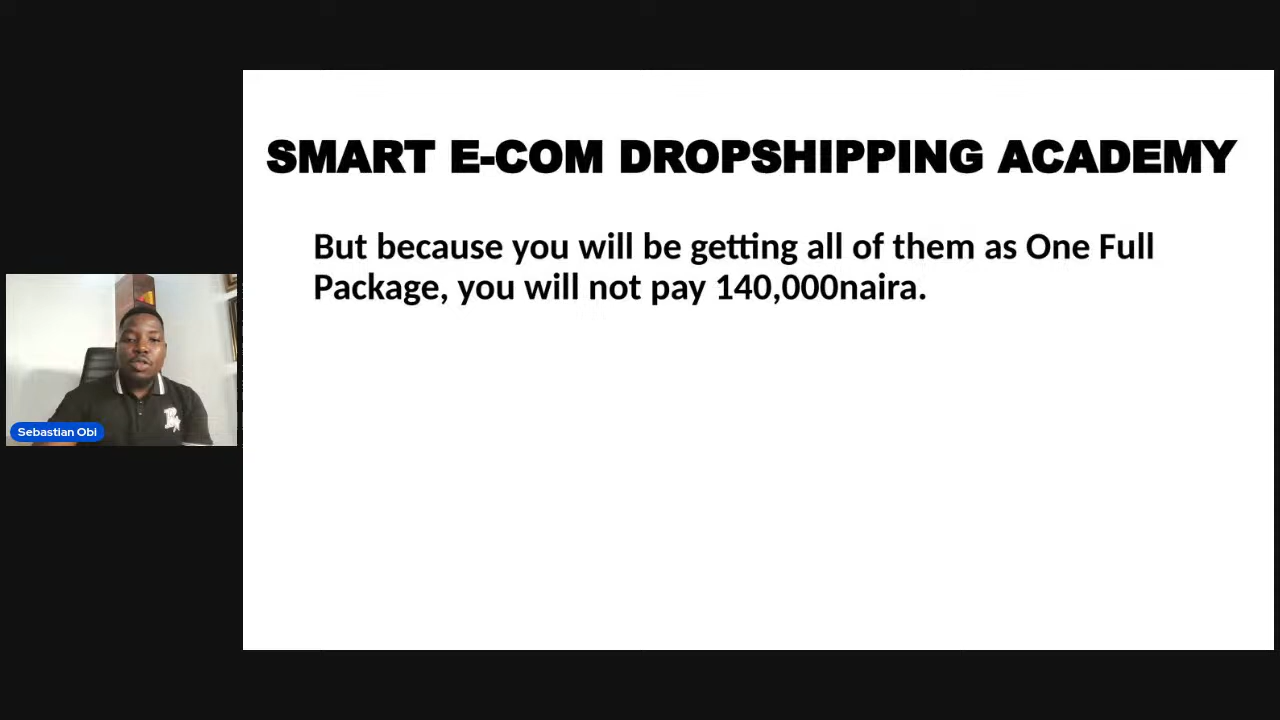 SMART E-COM DROPSHIPPING ACADEMY
But because you will be getting all of them as One Full
Package, you will not pay 140,000naira.
Sebastian Obi